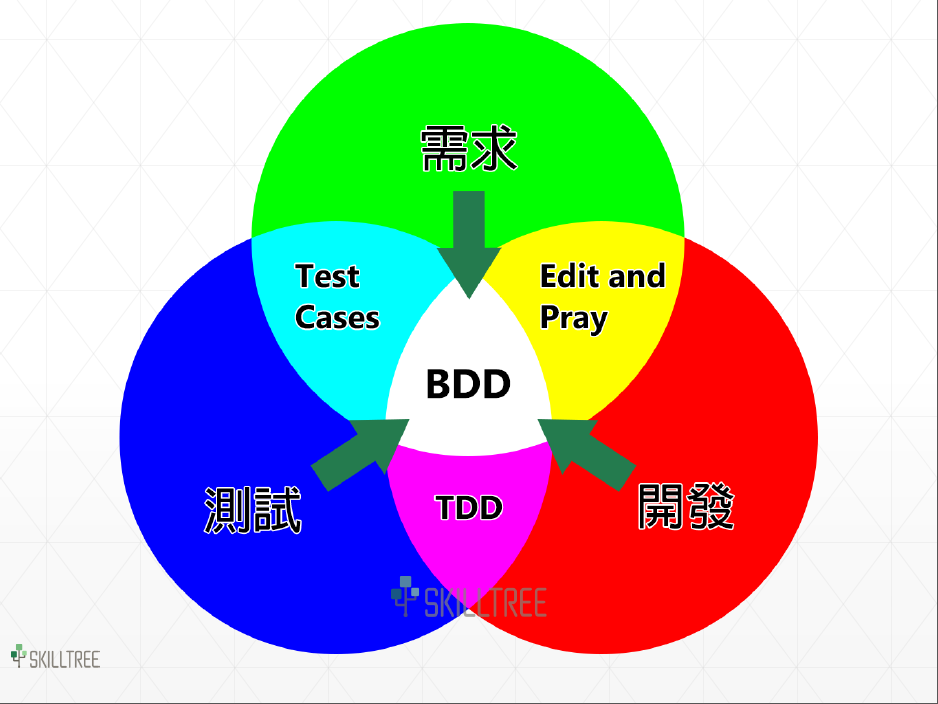 需求
Test
Cases
Edit and
Pray
BDD
測試
開發
TDD
SKILLTREE
SKILLTREE